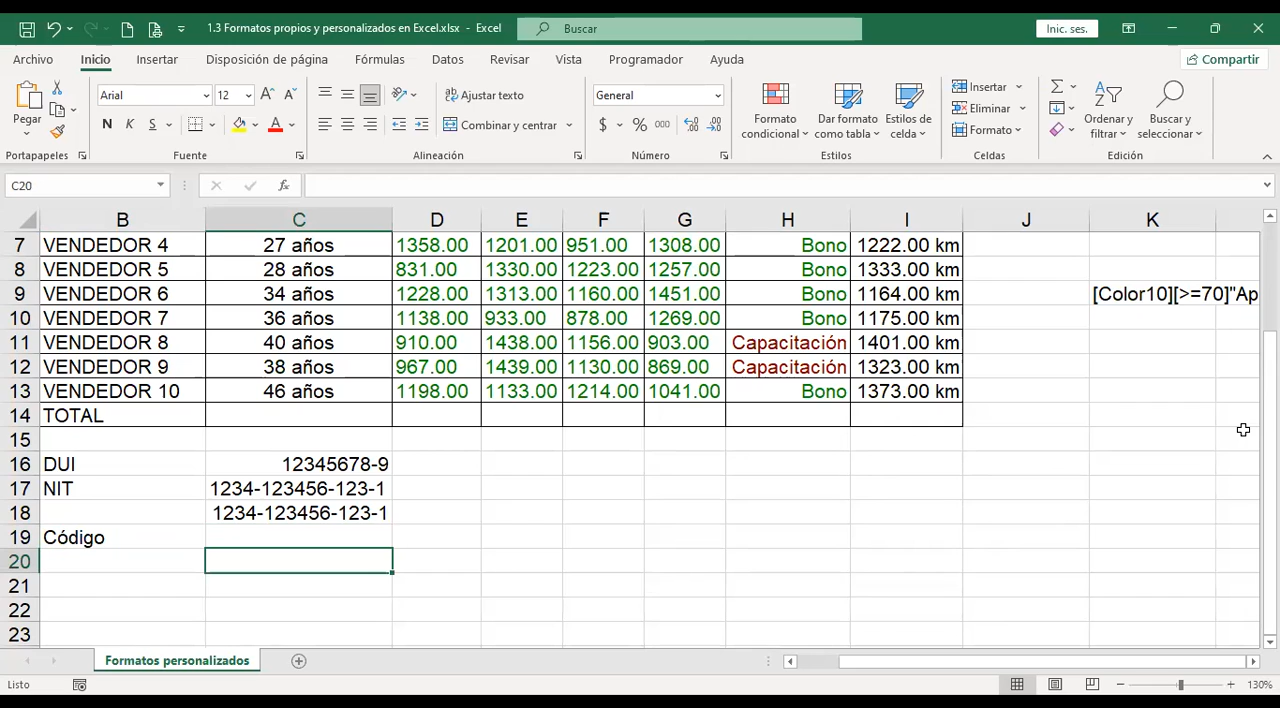 1.3 Formatos propios y personalizados en Excel.xlsx - Excel
Buscar
Inic. ses.
Archivo Inicio Insertar Disposición de página Fórmulas Datos Revisar Vista Programador Ayuda
Compartir
Pegar
Portapapeles
Arial 12
N K S
Fuente
Ajustar texto
Combinar y centrar
Alineación
General
$ % 000
Número
Formato condicional
Dar formato como tabla
Estilos de celda
Estilos
Insertar
Eliminar
Formato
Celdas
Ordenar y filtrar
Buscar y seleccionar
Edición
C20
fx
B C D E F G H I J K
7 VENDEDOR 4 27 años 1358.00 1201.00 951.00 1308.00 Bono 1222.00 km
8 VENDEDOR 5 28 años 831.00 1330.00 1223.00 1257.00 Bono 1333.00 km
9 VENDEDOR 6 34 años 1228.00 1313.00 1160.00 1451.00 Bono 1164.00 km [Color10][>=70]"Ap
10 VENDEDOR 7 36 años 1138.00 933.00 878.00 1269.00 Bono 1175.00 km
11 VENDEDOR 8 40 años 910.00 1438.00 1156.00 903.00 Capacitación 1401.00 km
12 VENDEDOR 9 38 años 967.00 1439.00 1130.00 869.00 Capacitación 1323.00 km
13 VENDEDOR 10 46 años 1198.00 1133.00 1214.00 1041.00 Bono 1373.00 km
14 TOTAL
15
16 DUI 12345678-9
17 NIT 1234-123456-123-1
18 1234-123456-123-1
19 Código
20
21
22
23
Formatos personalizados
Listo
130%